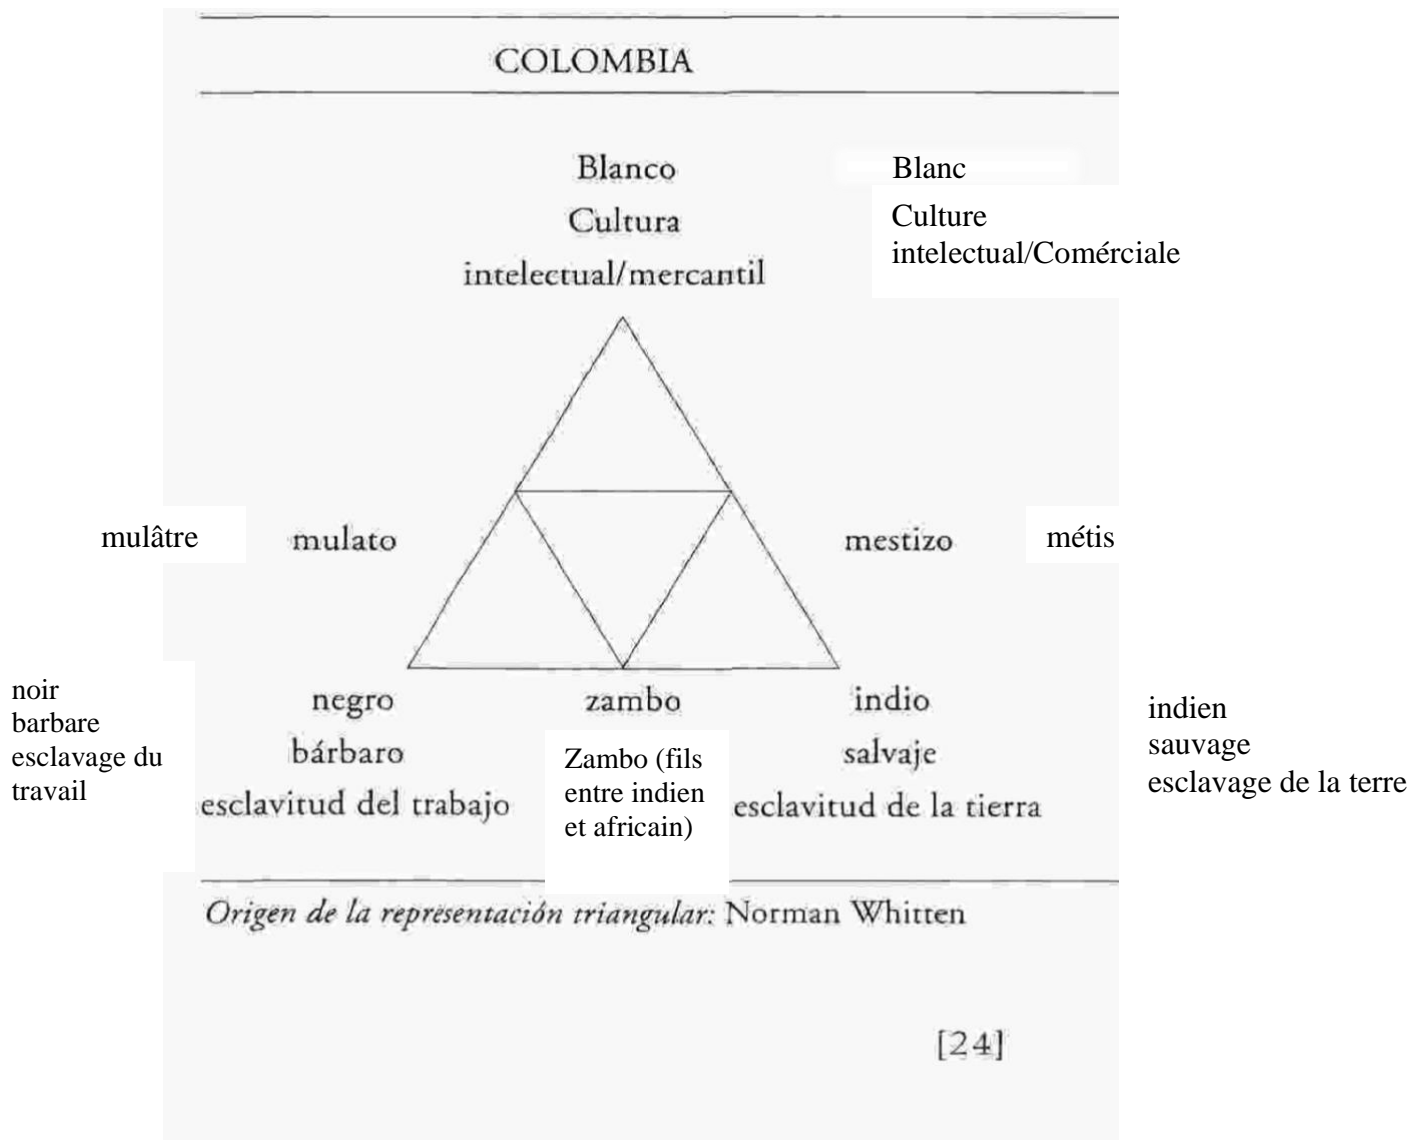 COLOMBIA
Blanco
Cultura
intelectual/mercantil
Blanc
Culture
intelectual/Comérciale
mulâtre
mulato
mestizo
métis
noir
barbare
esclavage du
travail
negro
bárbaro
esclavitud del trabajo
zambo
Zambo (fils
entre indien
et africain)
indio
salvaje
esclavitud de la tierra
indien
sauvage
esclavage de la terre
Origen de la representación triangular: Norman Whitten
[24]